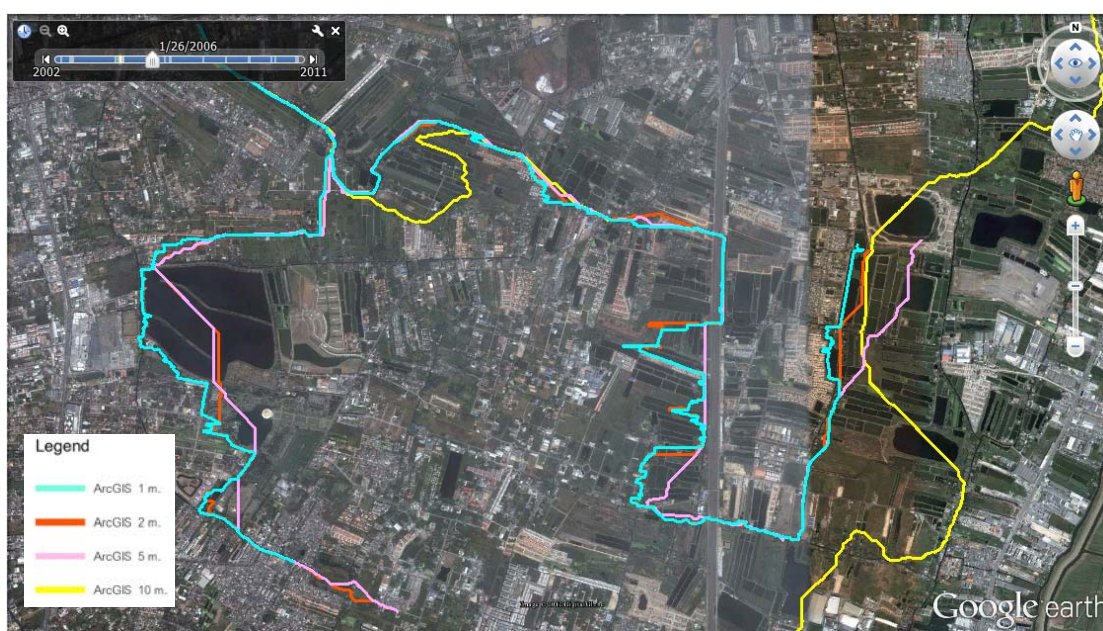 1/26/2006
2002
2011
N
Legend
ArcGIS 1 m.
ArcGIS 2 m.
ArcGIS 5 m.
ArcGIS 10 m.
Google earth